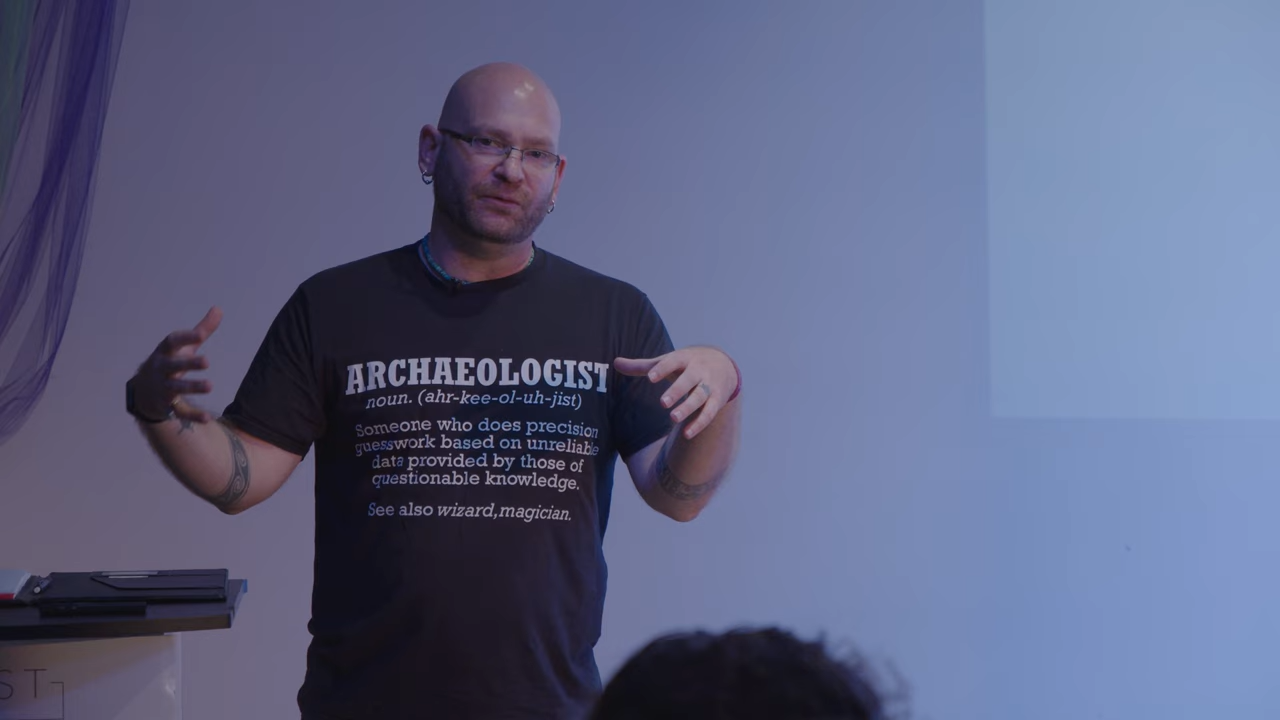 ARCHAEOLOGIST
noun. (ahr-kee-ol-uh-jist)
Someone who does precision
guesswork based on unreliable
data provided by those of
questionable knowledge.
See also wizard, magician.
ST